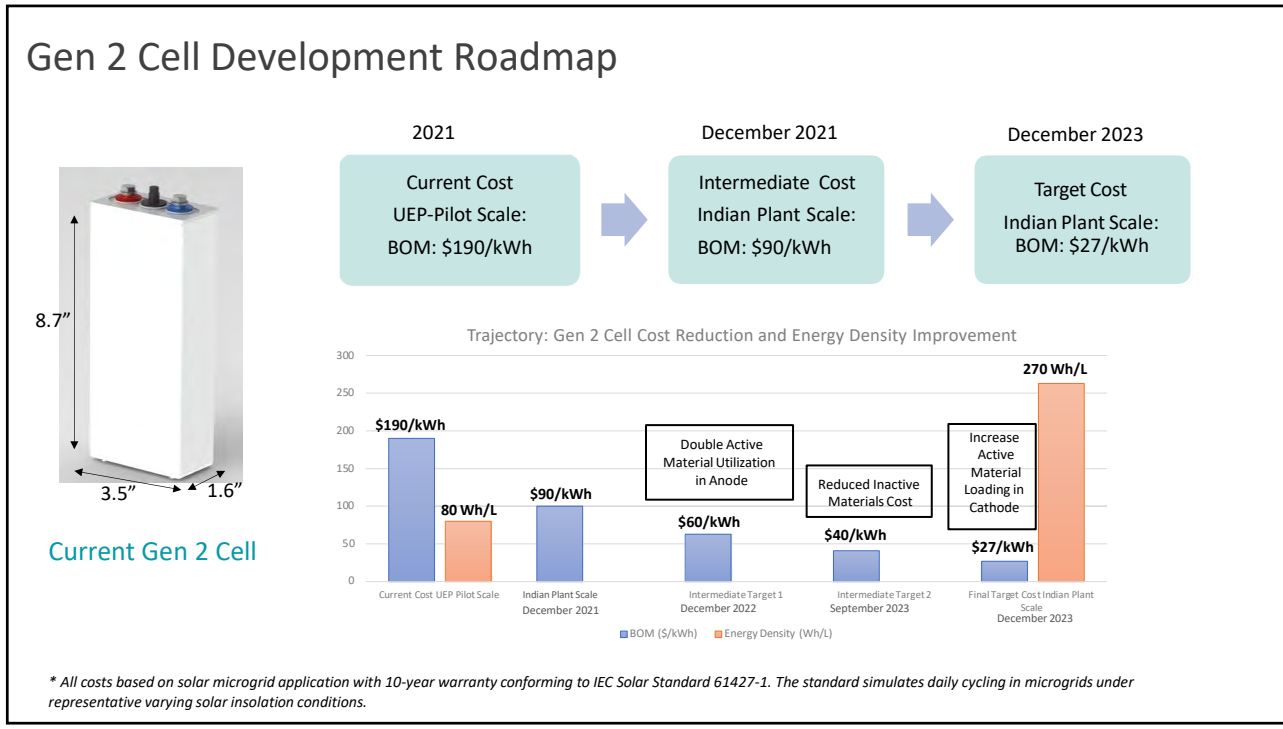 Gen 2 Cell Development Roadmap
2021
December 2021
December 2023
Current Cost
UEP-Pilot Scale:
BOM: $190/kWh
Intermediate Cost
Indian Plant Scale:
BOM: $90/kWh
Target Cost
Indian Plant Scale:
BOM: $27/kWh
8.7”
3.5”
1.6”
Current Gen 2 Cell
Trajectory: Gen 2 Cell Cost Reduction and Energy Density Improvement
300
250
200
150
100
50
0
$190/kWh
80 Wh/L
$90/kWh
Double Active
Material Utilization
in Anode
$60/kWh
Reduced Inactive
Materials Cost
$40/kWh
Increase
Active
Material
Loading in
Cathode
$27/kWh
270 Wh/L
Current Cost UEP Pilot Scale
Indian Plant Scale
December 2021
Intermediate Target 1
December 2022
Intermediate Target 2
September 2023
Final Target Cost Indian Plant
Scale
December 2023
BOM ($/kWh)
Energy Density (Wh/L)
* All costs based on solar microgrid application with 10-year warranty conforming to IEC Solar Standard 61427-1. The standard simulates daily cycling in microgrids under
representative varying solar insolation conditions.